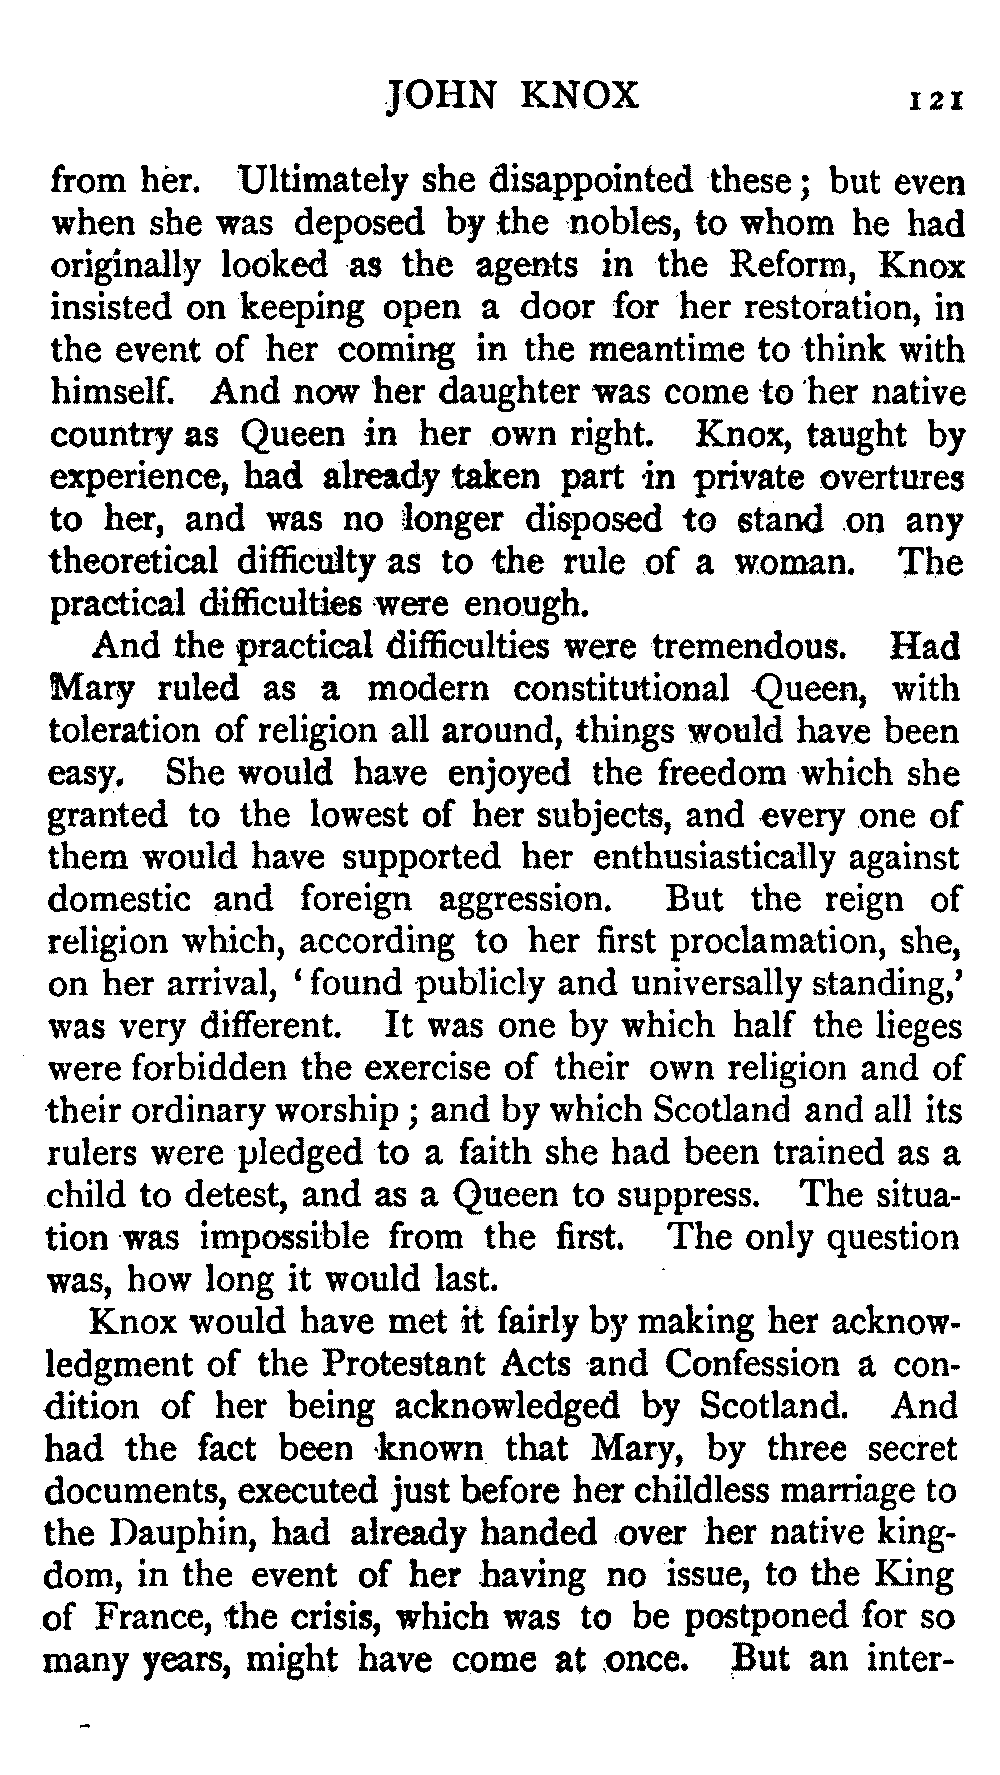 JOHN KNOX 121
from her. Ultimately she disappointed these ; but even
when she was deposed by the nobles, to whom he had
originally looked as the agents in the Reform, Knox
insisted on keeping open a door for her restoration, in
the event of her coming in the meantime to think with
himself. And now her daughter was come to her native
country as Queen in her own right. Knox, taught by
experience, had already taken part in private overtures
to her, and was no longer disposed to stand on any
theoretical difficulty as to the rule of a woman. The
practical difficulties were enough.
And the practical difficulties were tremendous. Had
Mary ruled as a modern constitutional Queen, with
toleration of religion all around, things would have been
easy. She would have enjoyed the freedom which she
granted to the lowest of her subjects, and every one of
them would have supported her enthusiastically against
domestic and foreign aggression. But the reign of
religion which, according to her first proclamation, she,
on her arrival, ‘ found publicly and universally standing,’
was very different. It was one by which half the lieges
were forbidden the exercise of their own religion and of
their ordinary worship ; and by which Scotland and all its
rulers were pledged to a faith she had been trained as a
child to detest, and as a Queen to suppress. The situa-
tion was impossible from the first. The only question
was, how long it would last.
Knox would have met it fairly by making her acknow-
ledgment of the Protestant Acts and Confession a con-
dition of her being acknowledged by Scotland. And
had the fact been known that Mary, by three secret
documents, executed just before her childless marriage to
the Dauphin, had already handed over her native king-
dom, in the event of her having no issue, to the King
of France, the crisis, which was to be postponed for so
many years, might have come at once. But an inter-